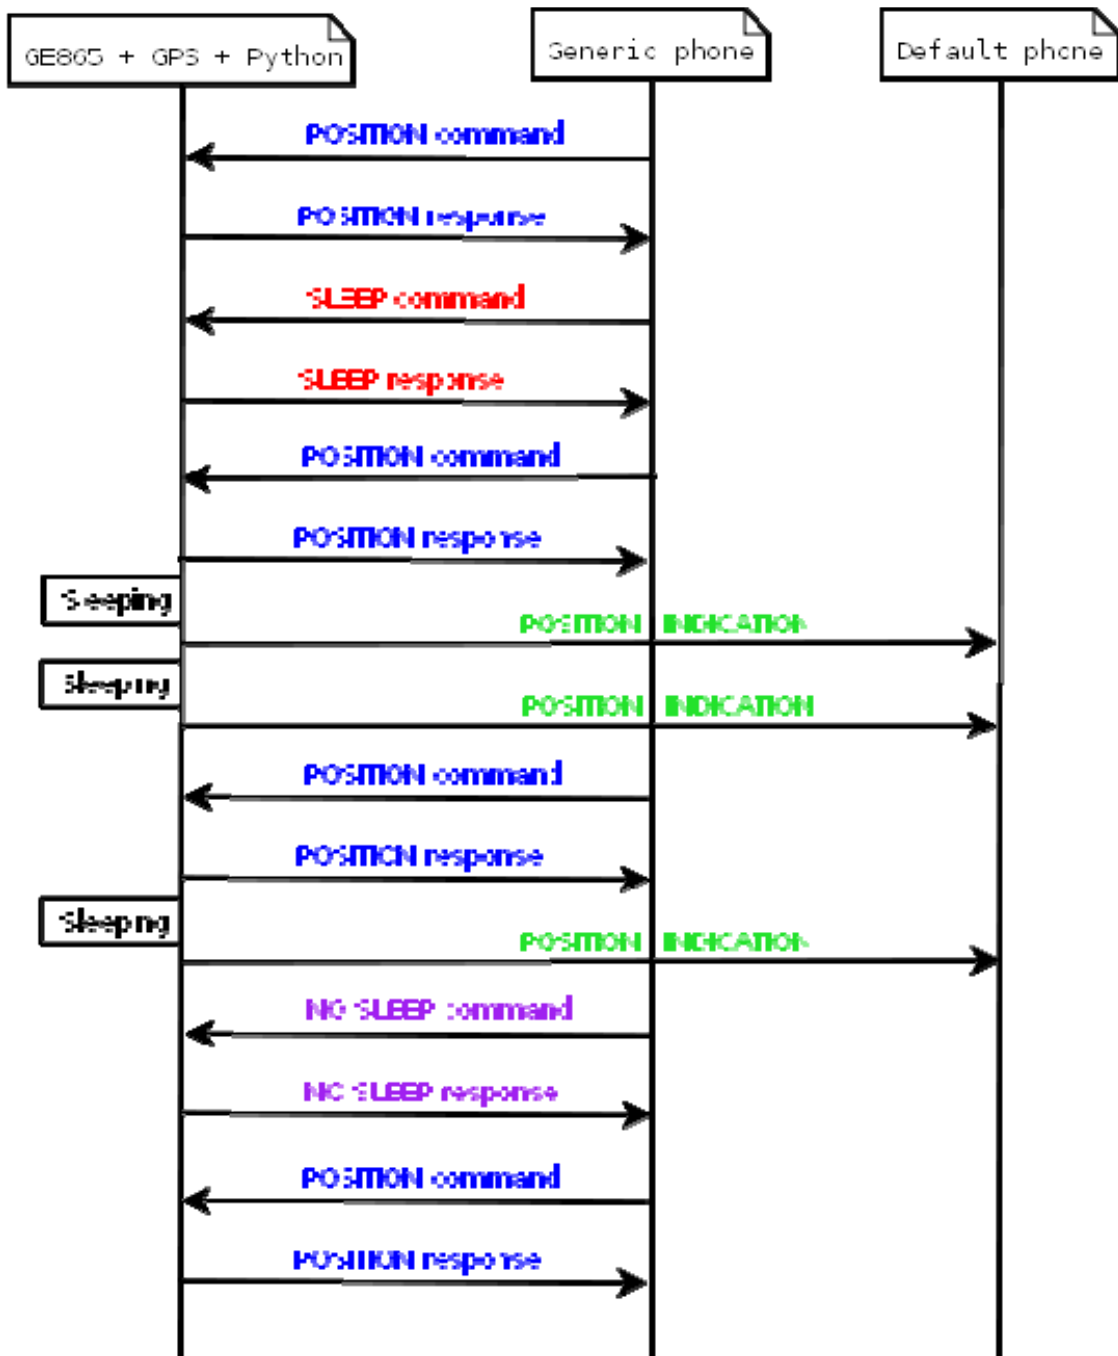 GE865 + GPS + Python
Generic phone
Default phone
POSITION command
POSITION response
SLEEP command
SLEEP response
POSITION command
POSITION response
Sleeping
POSITION INDICATION
Sleeping
POSITION INDICATION
POSITION command
POSITION response
Sleeping
POSITION INDICATION
NO SLEEP command
NO SLEEP response
POSITION command
POSITION response